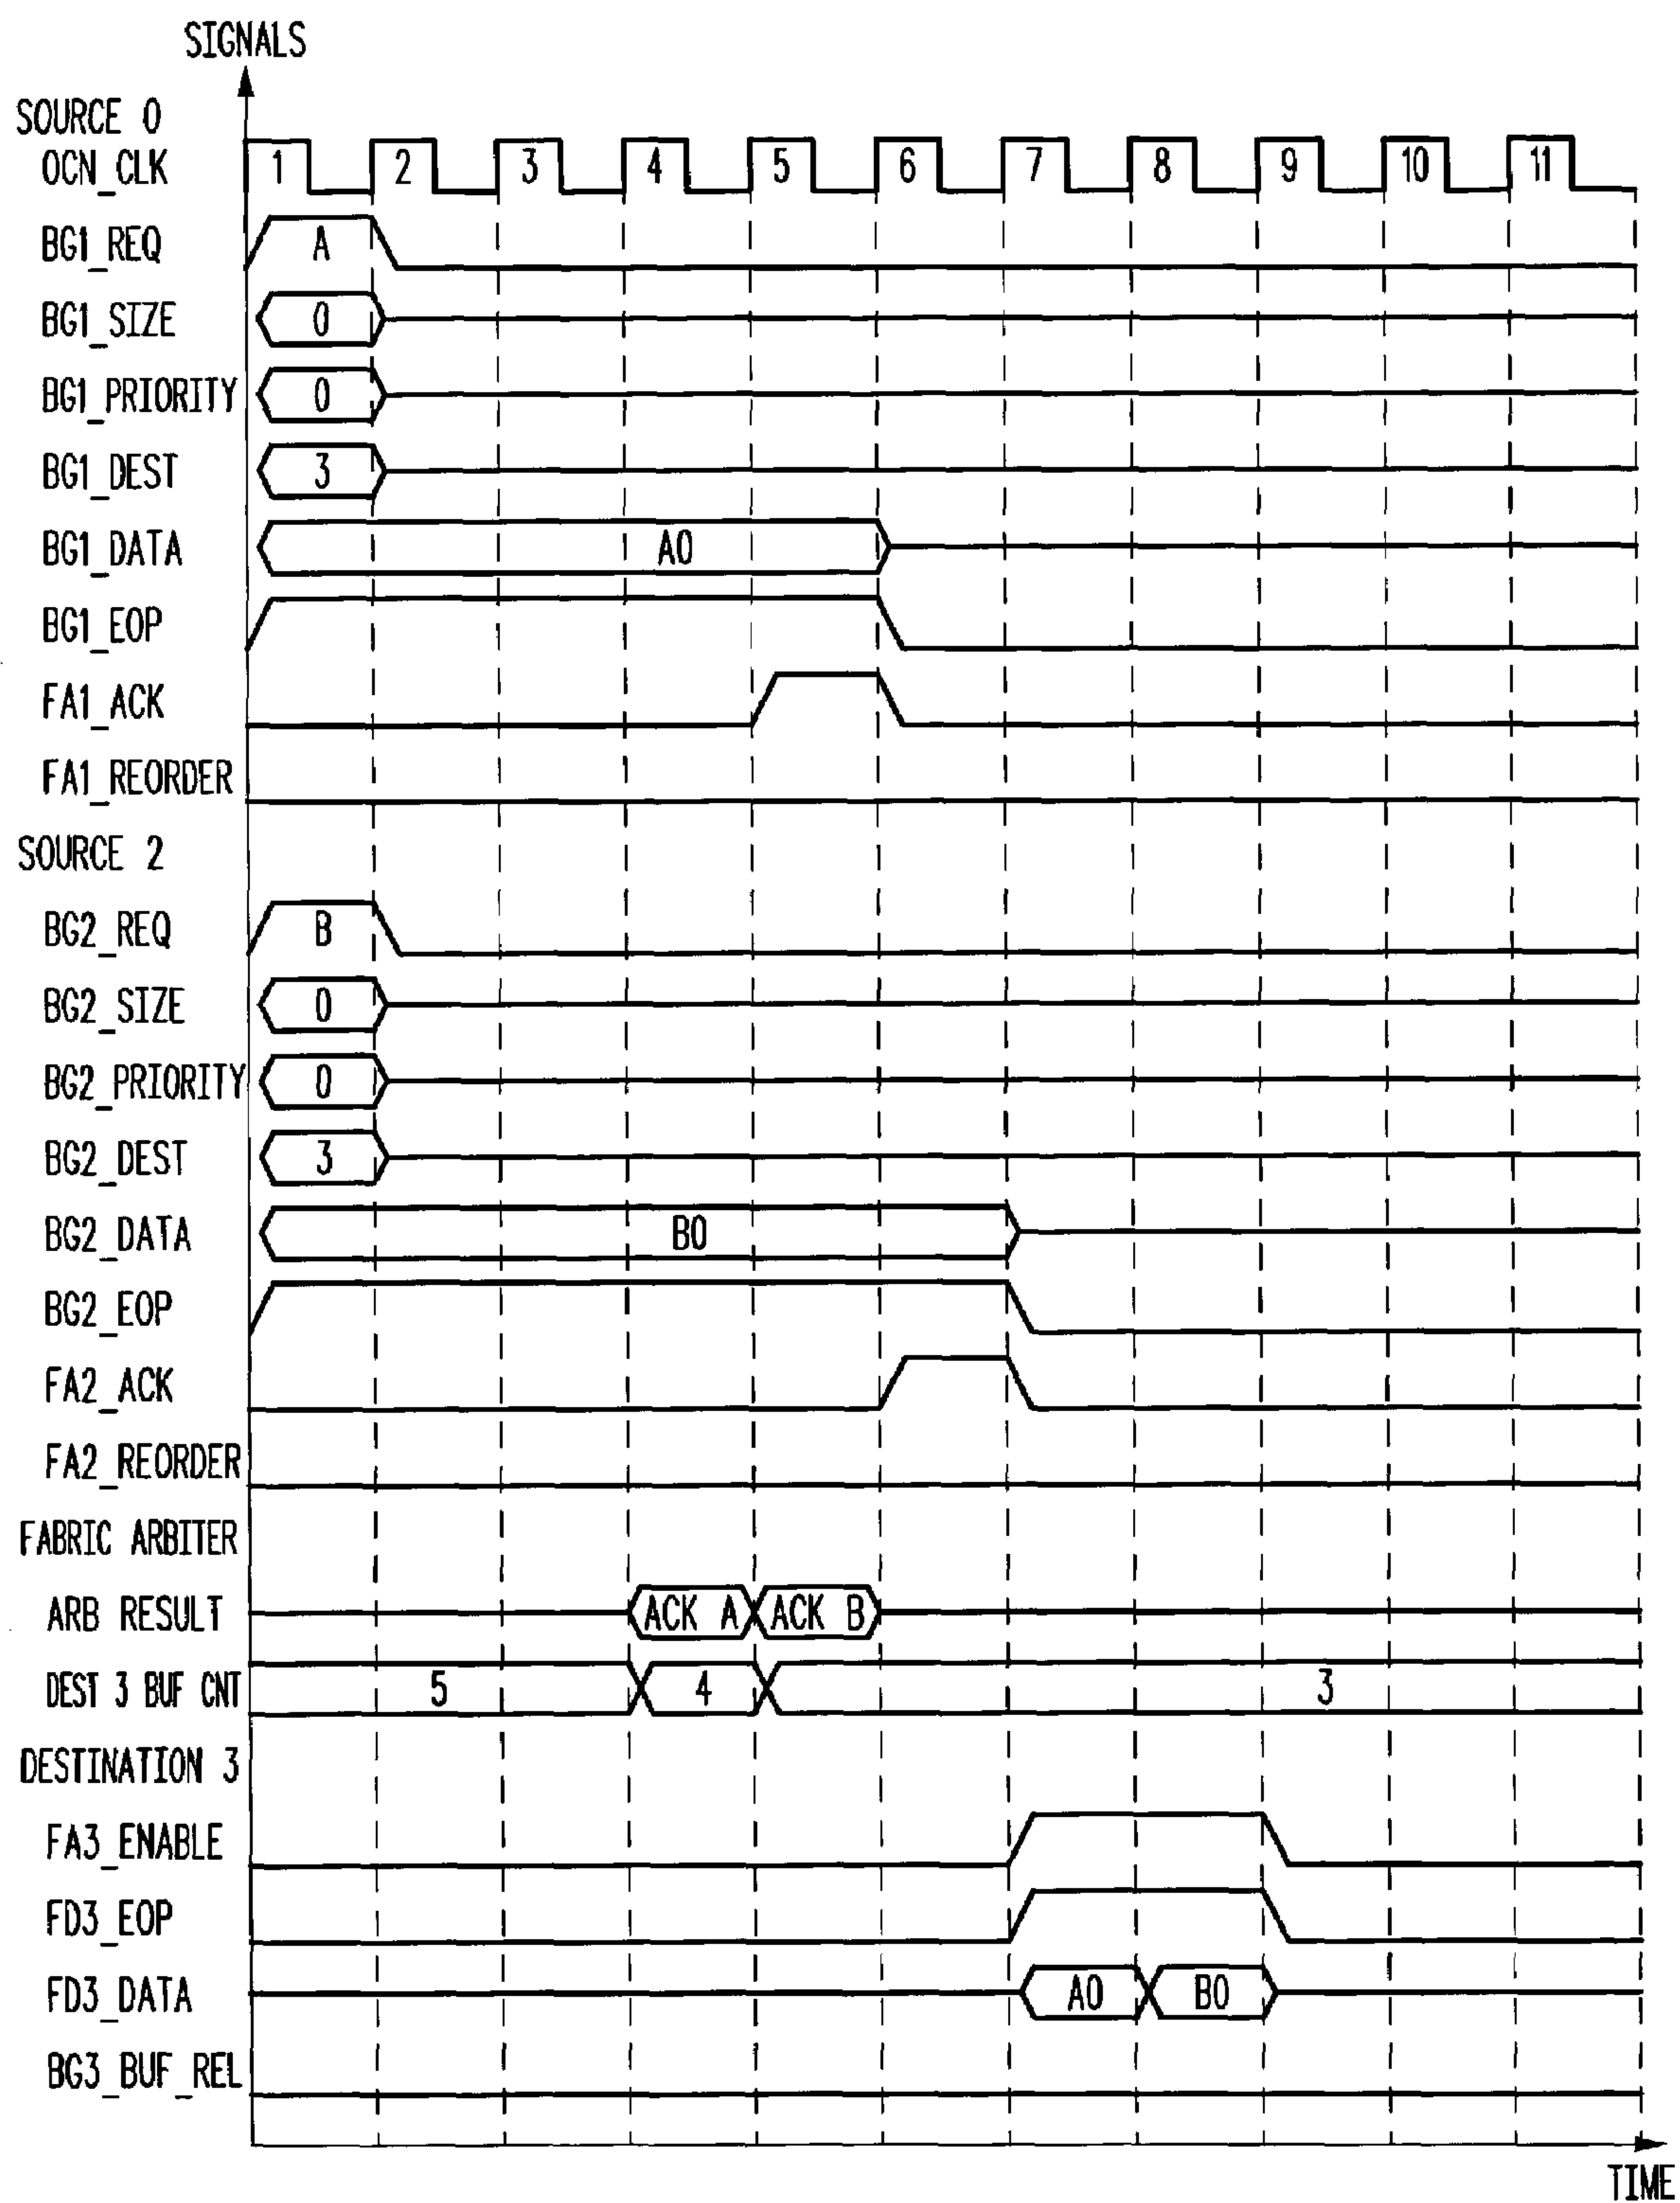 SIGNALS
SOURCE 0
OCN_CLK 1 2 3 4 5 6 7 8 9 10 11
BG1_REQ A
BG1_SIZE 0
BG1_PRIORITY 0
BG1_DEST 3
BG1_DATA A0
BG1_EOP
FA1_ACK
FA1_REORDER
SOURCE 2
BG2_REQ B
BG2_SIZE 0
BG2_PRIORITY 0
BG2_DEST 3
BG2_DATA B0
BG2_EOP
FA2_ACK
FA2_REORDER
FABRIC ARBITER
ARB RESULT ACK A ACK B
DEST 3 BUF CNT 5 4 3
DESTINATION 3
FA3_ENABLE
FD3_EOP
FD3_DATA A0 B0
BG3_BUF_REL
TIME